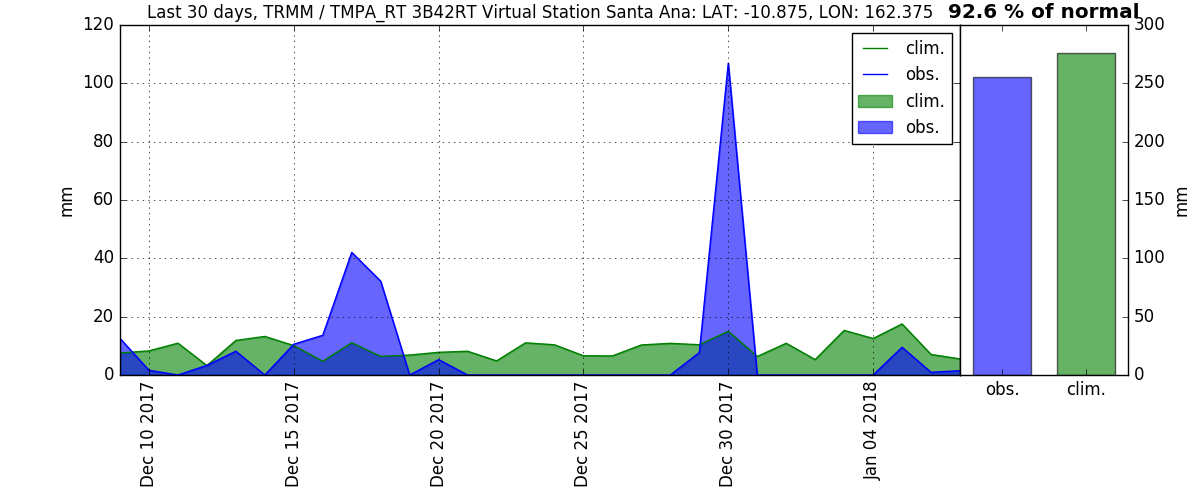 Last 30 days, TRMM / TMPA_RT 3B42RT Virtual Station Santa Ana: LAT: -10.875, LON: 162.375
92.6 % of normal
120
100
80
60
40
20
0
mm
clim.
obs.
clim.
obs.
Dec 10 2017
Dec 15 2017
Dec 20 2017
Dec 25 2017
Dec 30 2017
Jan 04 2018
300
250
200
150
100
50
0
mm
obs.
clim.